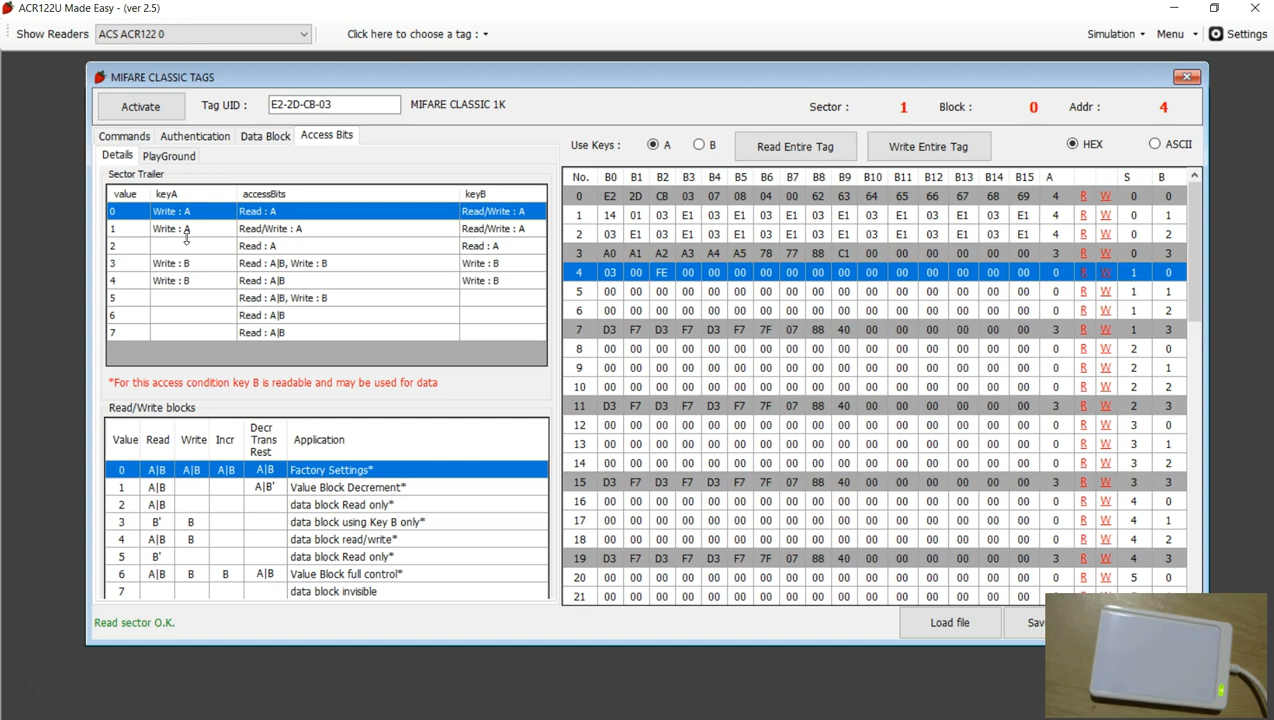 ACR122U Made Easy - (ver 2.5)
Show Readers ACS ACR122 0 Click here to choose a tag : Simulation Menu Settings
MIFARE CLASSIC TAGS
Activate Tag UID : E2-2D-CB-03 MIFARE CLASSIC 1K Sector : 1 Block : 0 Addr : 4
Commands Authentication Data Block Access Bits
Use Keys : A B Read Entire Tag Write Entire Tag HEX ASCII
Details PlayGround
Sector Trailer
value keyA accessBits keyB
0 Write : A Read : A Read/Write : A
1 Write : A Read/Write : A Read/Write : A
2 Read : A Read : A
3 Write : B Read : A|B, Write : B Write : B
4 Write : B Read : A|B Write : B
5 Read : A|B, Write : B
6 Read : A|B
7 Read : A|B
*For this access condition key B is readable and may be used for data
Read/Write blocks
Value Read Write Incr Decr Trans Rest Application
0 A|B A|B A|B A|B Factory Settings*
1 A|B A|B' Value Block Decrement*
2 A|B data block Read only*
3 B' B data block using Key B only*
4 A|B B data block read/write*
5 B' data block Read only*
6 A|B B B A|B Value Block full control*
7 data block invisible
Read sector O.K.
No. B0 B1 B2 B3 B4 B5 B6 B7 B8 B9 B10 B11 B12 B13 B14 B15 A S B
0 E2 2D CB 03 07 08 04 00 62 63 64 65 66 67 68 69 4 R W 0 0
1 14 01 03 E1 03 E1 03 E1 03 E1 03 E1 03 E1 03 E1 4 R W 0 1
2 03 E1 03 E1 03 E1 03 E1 03 E1 03 E1 03 E1 03 E1 4 R W 0 2
3 A0 A1 A2 A3 A4 A5 78 77 88 C1 00 00 00 00 00 00 3 R W 0 3
4 03 00 FE 00 00 00 00 00 00 00 00 00 00 00 00 00 0 R W 1 0
5 00 00 00 00 00 00 00 00 00 00 00 00 00 00 00 00 0 R W 1 1
6 00 00 00 00 00 00 00 00 00 00 00 00 00 00 00 00 0 R W 1 2
7 D3 F7 D3 F7 D3 F7 7F 07 88 40 00 00 00 00 00 00 3 R W 1 3
8 00 00 00 00 00 00 00 00 00 00 00 00 00 00 00 00 0 R W 2 0
9 00 00 00 00 00 00 00 00 00 00 00 00 00 00 00 00 0 R W 2 1
10 00 00 00 00 00 00 00 00 00 00 00 00 00 00 00 00 0 R W 2 2
11 D3 F7 D3 F7 D3 F7 7F 07 88 40 00 00 00 00 00 00 3 R W 2 3
12 00 00 00 00 00 00 00 00 00 00 00 00 00 00 00 00 0 R W 3 0
13 00 00 00 00 00 00 00 00 00 00 00 00 00 00 00 00 0 R W 3 1
14 00 00 00 00 00 00 00 00 00 00 00 00 00 00 00 00 0 R W 3 2
15 D3 F7 D3 F7 D3 F7 7F 07 88 40 00 00 00 00 00 00 3 R W 3 3
16 00 00 00 00 00 00 00 00 00 00 00 00 00 00 00 00 0 R W 4 0
17 00 00 00 00 00 00 00 00 00 00 00 00 00 00 00 00 0 R W 4 1
18 00 00 00 00 00 00 00 00 00 00 00 00 00 00 00 00 0 R W 4 2
19 D3 F7 D3 F7 D3 F7 7F 07 88 40 00 00 00 00 00 00 3 R W 4 3
20 00 00 00 00 00 00 00 00 00 00 00 00 00 00 00 00 0 R W 5 0
21 00 00 00 00 00 00 00 00 00 00 00 00 00 00 00 00
Load file